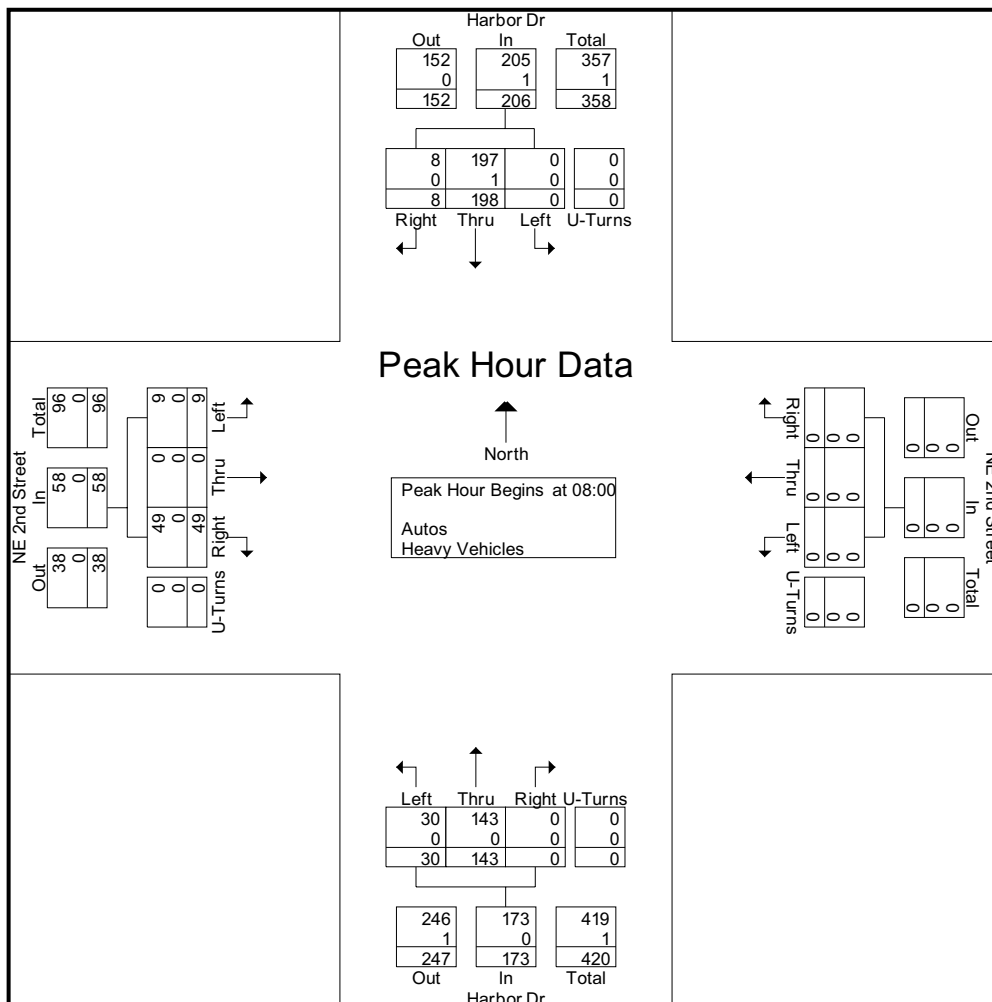 Harbor Dr
Out In Total
152 205 357
0 1 1
152 206 358
8 197 0 0
0 1 0 0
8 198 0 0
Right Thru Left U-Turns
Peak Hour Data
North
Peak Hour Begins at 08:00
Autos
Heavy Vehicles
NE 2nd Street
Total In Out
96 58 38
0 0 0
96 58 38
9 0 49 0
0 0 0 0
9 0 49 0
Left Thru Right U-Turns
NE 2nd Street
Out In Total
0 0 0
0 0 0
0 0 0
Right Thru Left U-Turns
0 0 0 0
0 0 0 0
0 0 0 0
Left Thru Right U-Turns
30 143 0 0
0 0 0 0
30 143 0 0
246 173 419
1 0 1
247 173 420
Out In Total
Harbor Dr